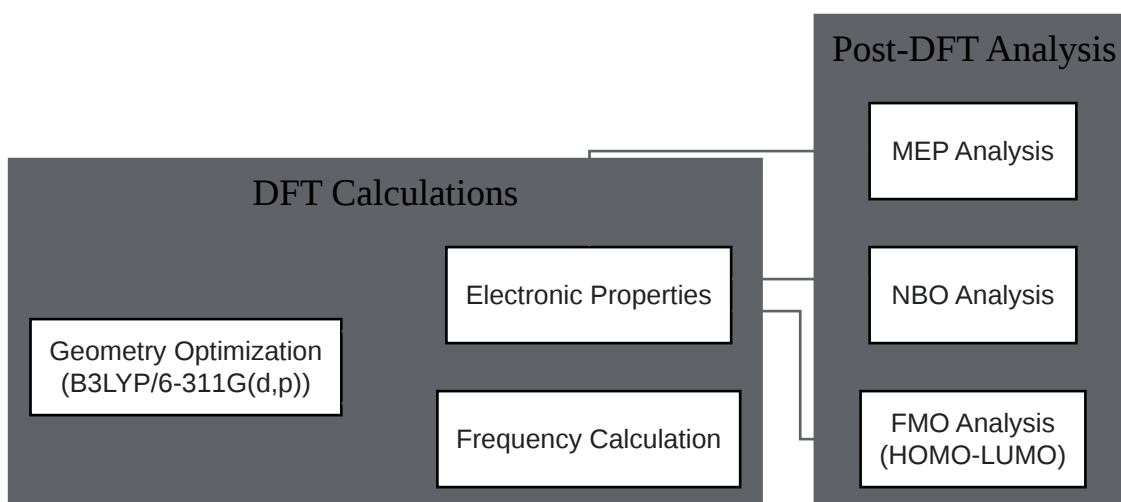 Post-DFT Analysis
MEP Analysis
DFT Calculations
Electronic Properties
NBO Analysis
Geometry Optimization
(B3LYP/6-311G(d,p))
Frequency Calculation
FMO Analysis
(HOMO-LUMO)